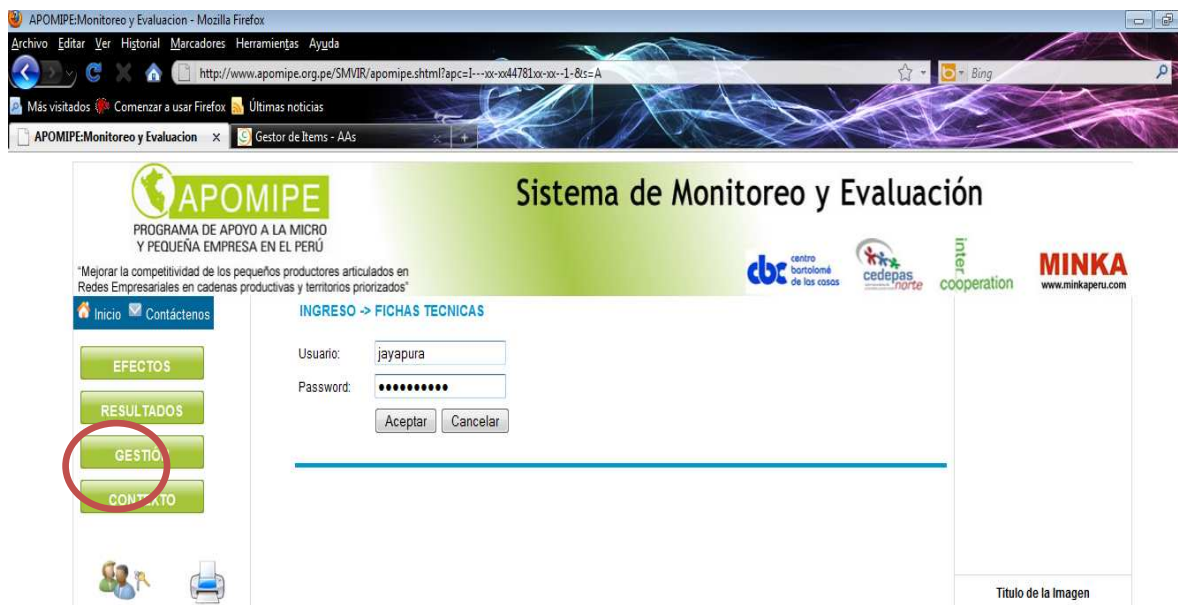 APOMIPE:Monitoreo y Evaluacion - Mozilla Firefox
Archivo Editar Ver Historial Marcadores Herramientas Ayuda
http://www.apomipe.org.pe/SMVIR/apomipe.shtml?apc=I---xx-xx44781xx-xx--1-&s=A
Bing
Más visitados Comenzar a usar Firefox Últimas noticias
APOMIPE:Monitoreo y Evaluacion x Gestor de Items - AAs
APOMIPE
PROGRAMA DE APOYO A LA MICRO
Y PEQUEÑA EMPRESA EN EL PERÚ
"Mejorar la competitividad de los pequeños productores articulados en
Redes Empresariales en cadenas productivas y territorios priorizados"
Sistema de Monitoreo y Evaluación
cbc centro
bartolomé
de las casas
cedepas
norte
inter
cooperation
MINKA
www.minkaperu.com
Inicio Contáctenos
EFECTOS
RESULTADOS
GESTIÓN
CONTEXTO
INGRESO -> FICHAS TECNICAS
Usuario: jayapura
Password: ••••••••••
Aceptar Cancelar
Titulo de la Imagen